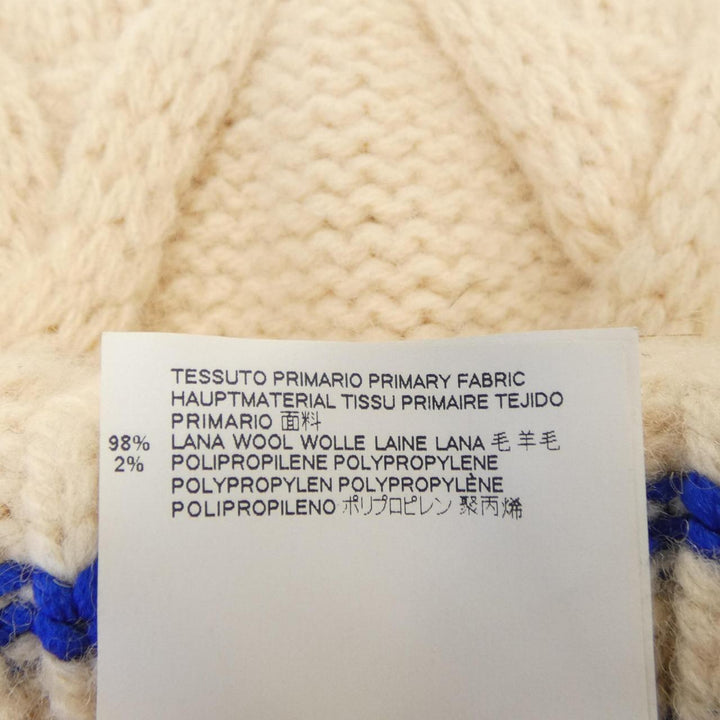 TESSUTO PRIMARIO PRIMARY FABRIC
HAUPTMATERIAL TISSU PRIMAIRE TEJIDO
PRIMARIO 面料
98% LANA WOOL WOLLE LAINE LANA 毛 羊毛
2% POLIPROPILENE POLYPROPYLENE
POLYPROPYLEN POLYPROPYLÈNE
POLIPROPILENO ポリプロピレン 聚丙烯